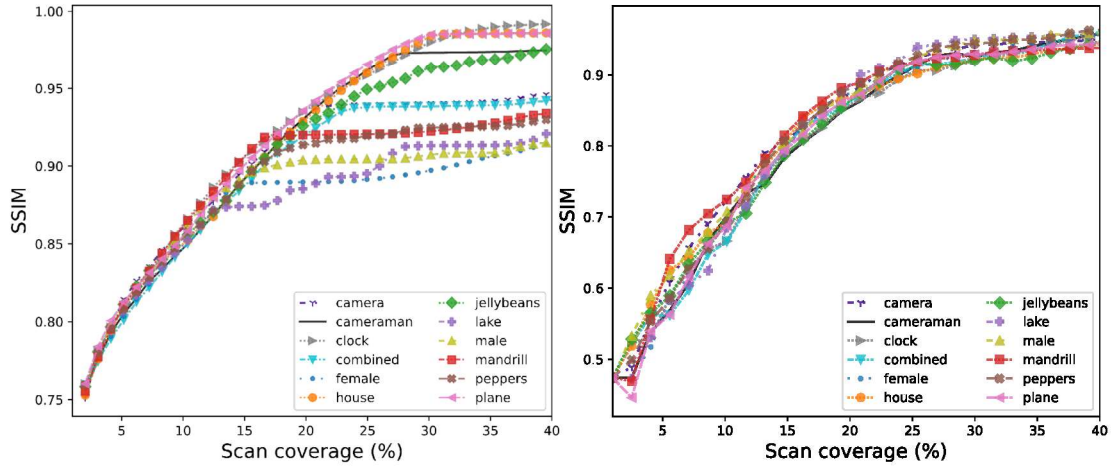 1.00
0.95
0.90
0.85
0.80
0.75
SSIM
5 10 15 20 25 30 35 40
Scan coverage (%)
camera
cameraman
clock
combined
female
house
jellybeans
lake
male
mandrill
peppers
plane
0.9
0.8
0.7
0.6
0.5
SSIM
5 10 15 20 25 30 35 40
Scan coverage (%)
camera
cameraman
clock
combined
female
house
jellybeans
lake
male
mandrill
peppers
plane